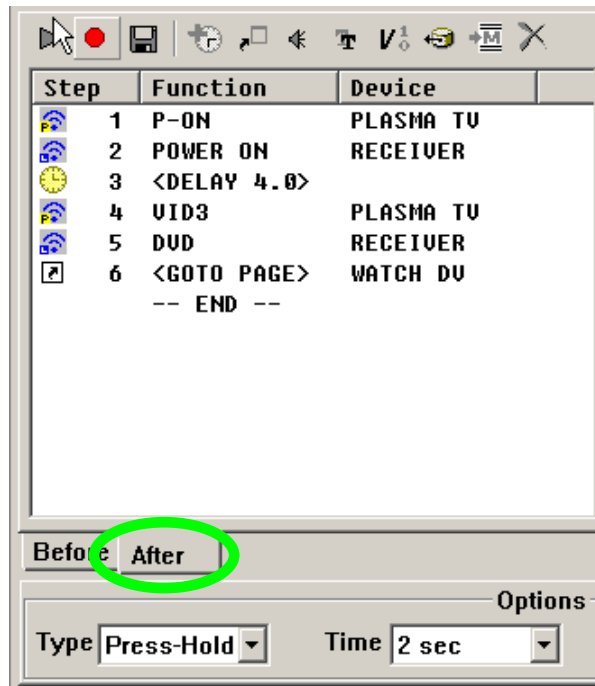 Step Function Device
1 P-ON PLASMA TV
2 POWER ON RECEIVER
3 <DELAY 4.0>
4 VID3 PLASMA TV
5 DVD RECEIVER
6 <GOTO PAGE> WATCH DV
-- END --
Before After
Options
Type Press-Hold Time 2 sec